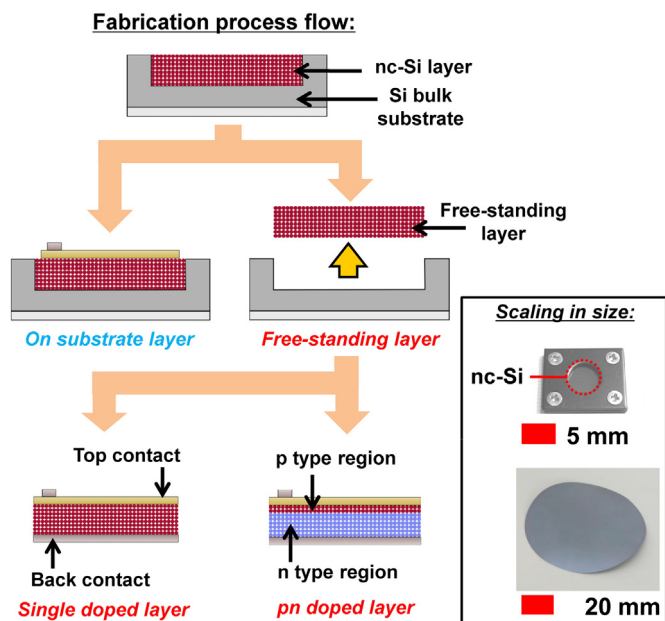 Fabrication process flow:
nc-Si layer
Si bulk
substrate
Free-standing
layer
On substrate layer
Free-standing layer
Top contact
p type region
Back contact
n type region
Single doped layer
pn doped layer
Scaling in size:
nc-Si
5 mm
20 mm